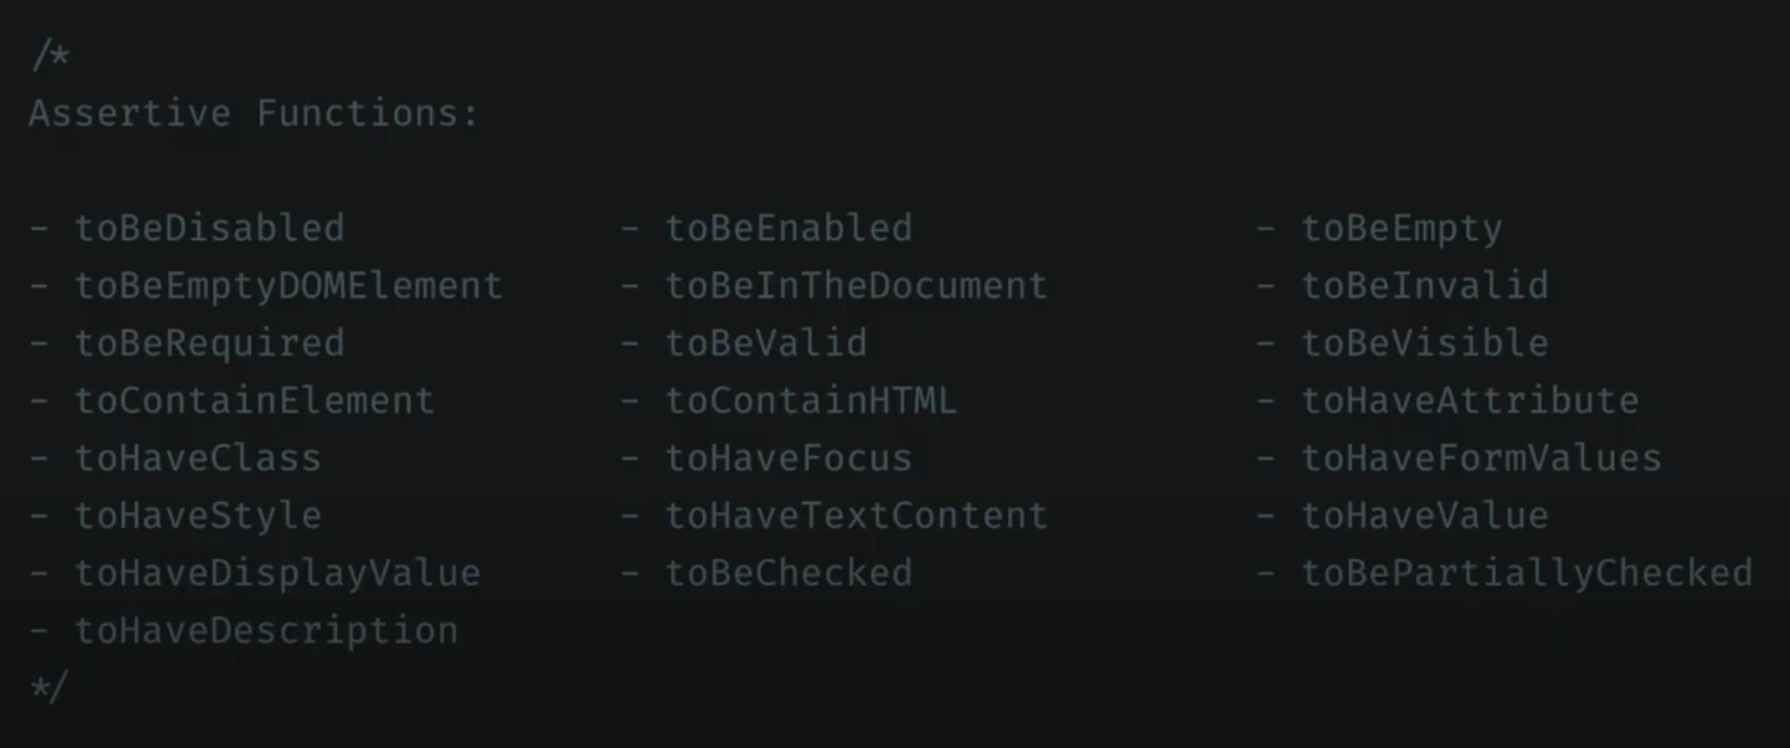 /*
Assertive Functions:
- toBeDisabled - toBeEnabled - toBeEmpty
- toBeEmptyDOMElement - toBeInTheDocument - toBeInvalid
- toBeRequired - toBeValid - toBeVisible
- toContainElement - toContainHTML - toHaveAttribute
- toHaveClass - toHaveFocus - toHaveFormValues
- toHaveStyle - toHaveTextContent - toHaveValue
- toHaveDisplayValue - toBeChecked - toBePartiallyChecked
- toHaveDescription
*/